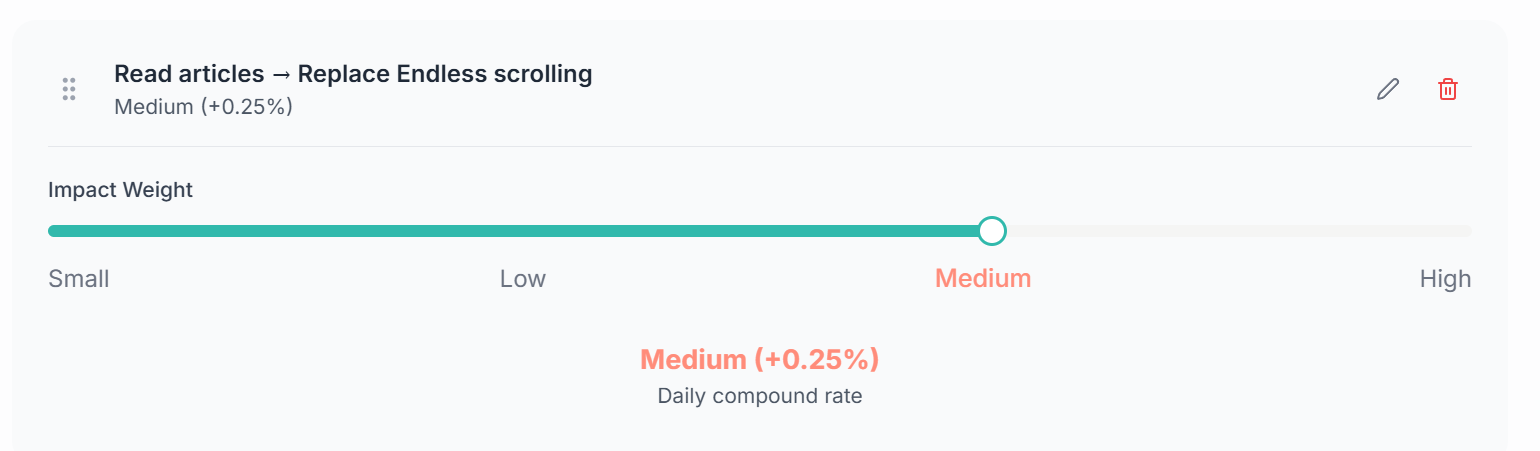 Read articles → Replace Endless scrolling
Medium (+0.25%)
Impact Weight
Small Low Medium High
Medium (+0.25%)
Daily compound rate